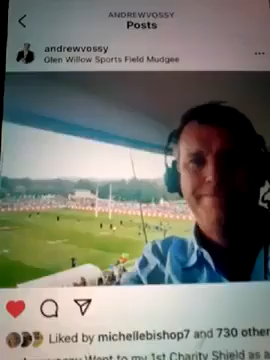 ANDREWVOSSY
Posts
andrewvossy
Glen Willow Sports Field Mudgee
Liked by michellebishop7 and 730 other
Went to my 1st Charity Shield as